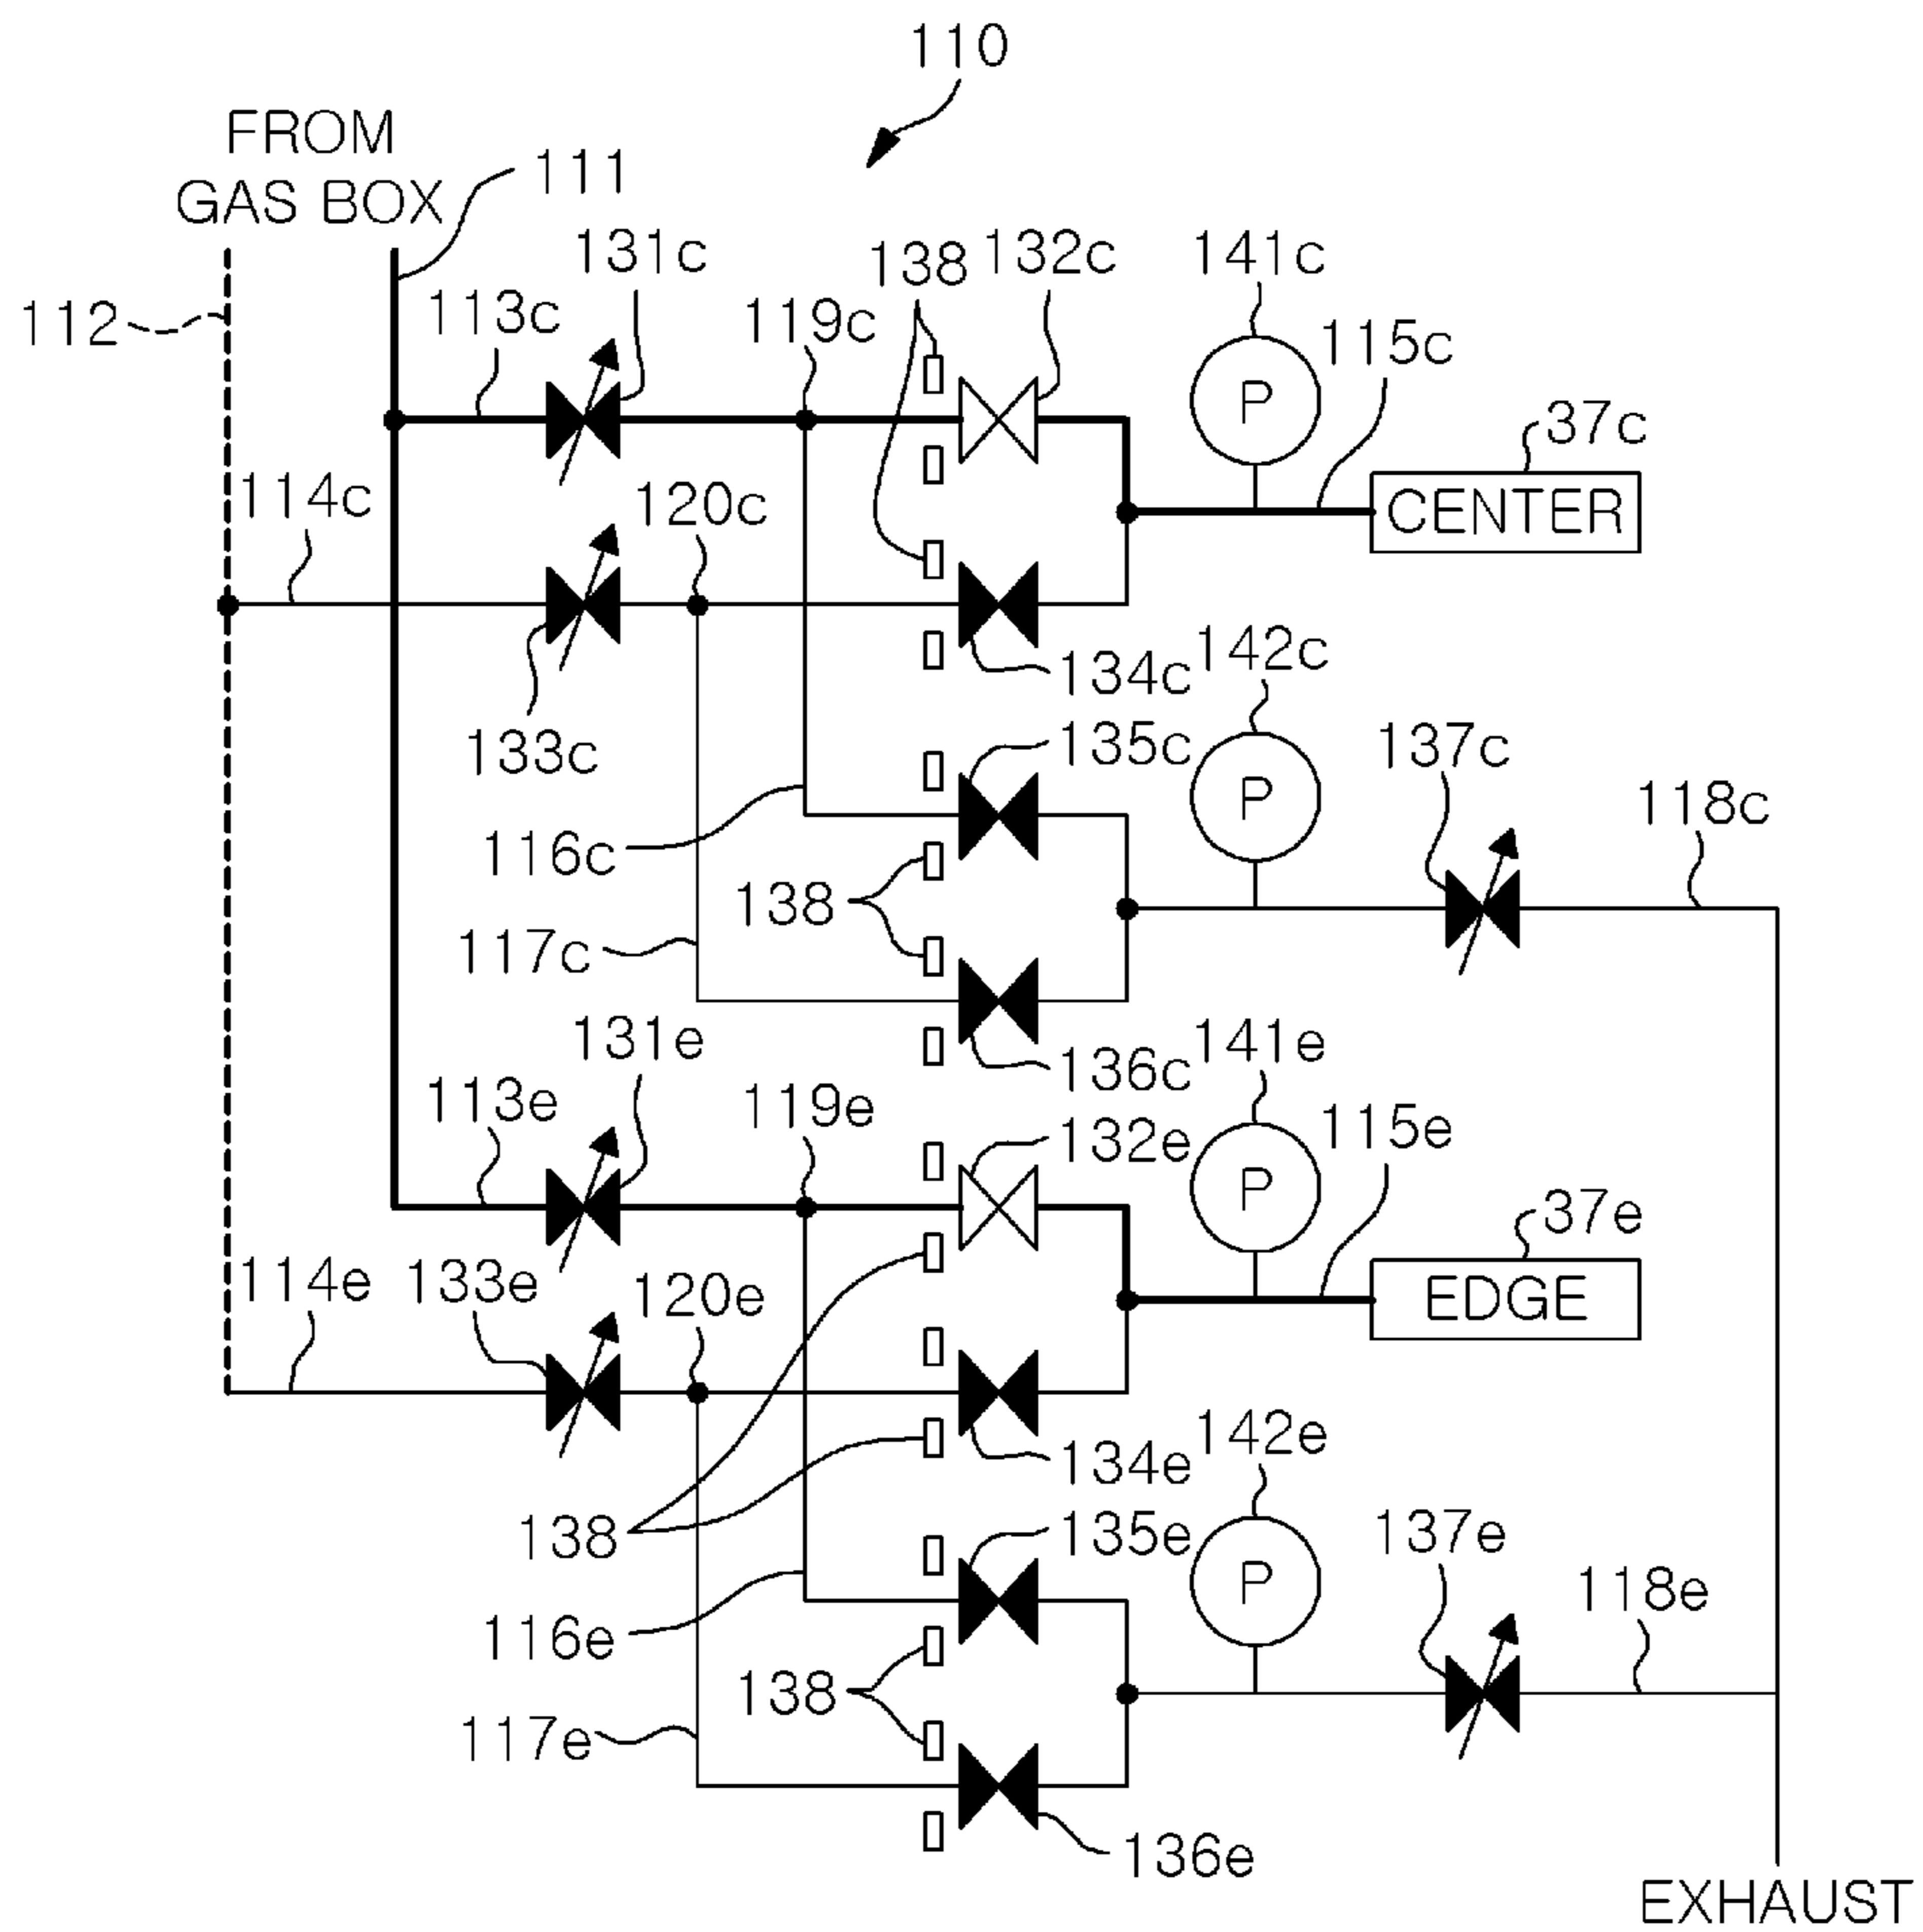 110
FROM
GAS BOX
111
131c
138
132c
141c
112
113c
119c
115c
37c
CENTER
114c
120c
133c
134c
142c
135c
137c
118c
116c
138
117c
131e
136c
141e
113e
119e
132e
115e
37e
EDGE
114e
133e
120e
134e
142e
138
135e
137e
118e
116e
138
117e
136e
EXHAUST
P
P
P
P